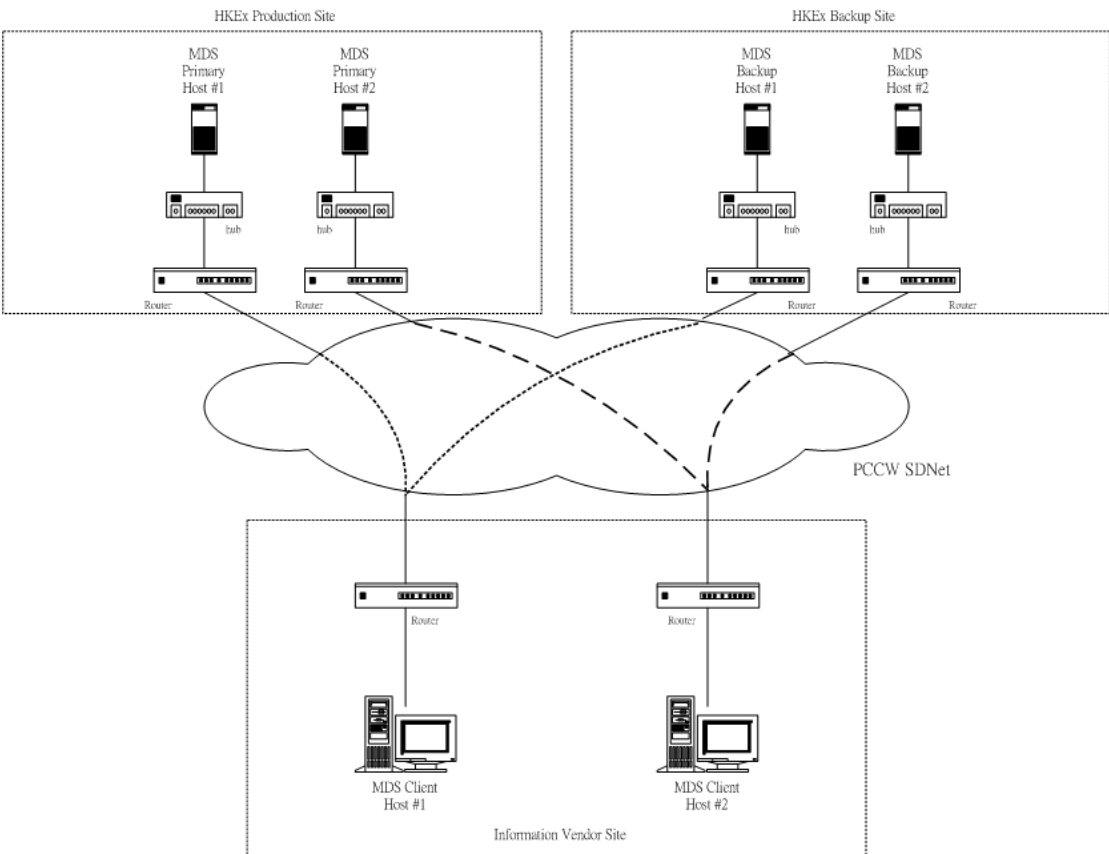 HKEx Production Site
HKEx Backup Site
MDS
Primary
Host #1
MDS
Primary
Host #2
MDS
Backup
Host #1
MDS
Backup
Host #2
hub
hub
hub
hub
Router
Router
Router
Router
PCCW SDNet
Router
Router
MDS Client
Host #1
MDS Client
Host #2
Information Vendor Site